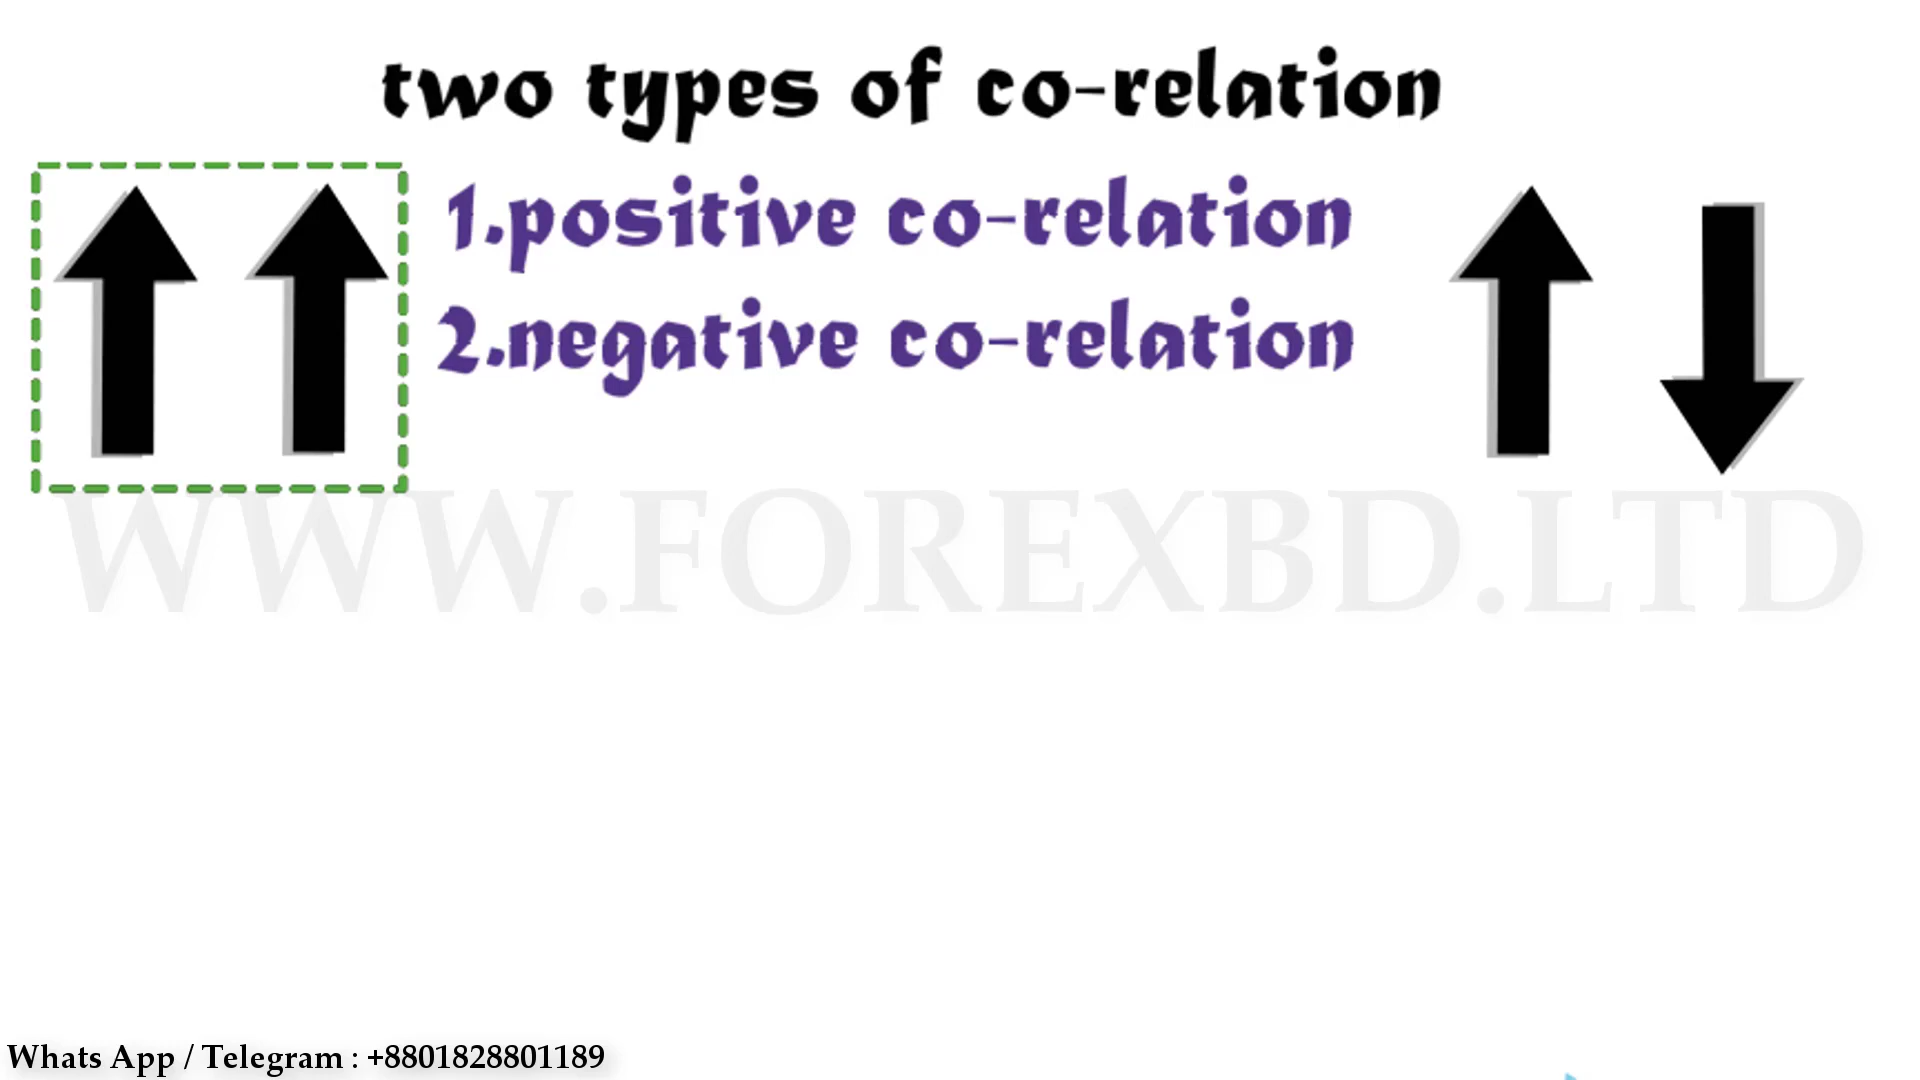 two types of co-relation
1.positive co-relation
2.negative co-relation
WWW.FOREXBD.LTD
Whats App / Telegram : +8801828801189